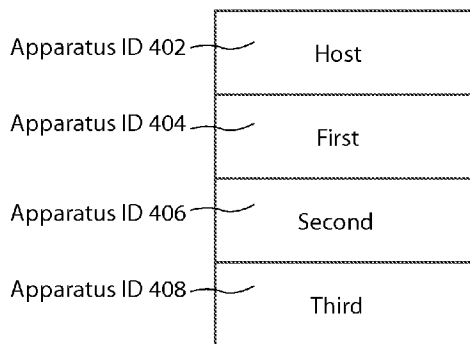 Apparatus ID 402
Host
Apparatus ID 404
First
Apparatus ID 406
Second
Apparatus ID 408
Third